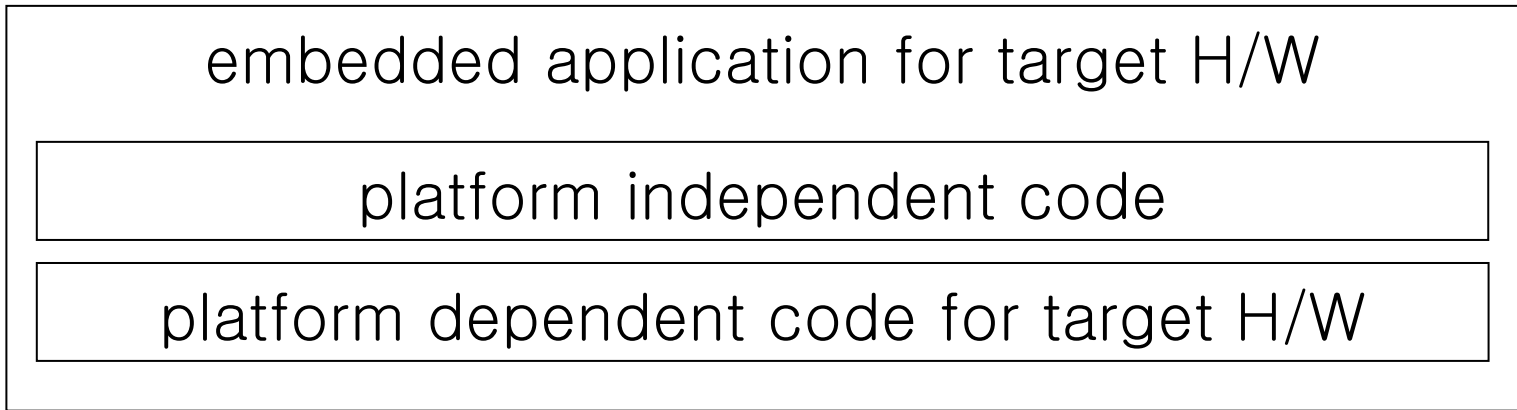 embedded application for target H/W
platform independent code
platform dependent code for target H/W